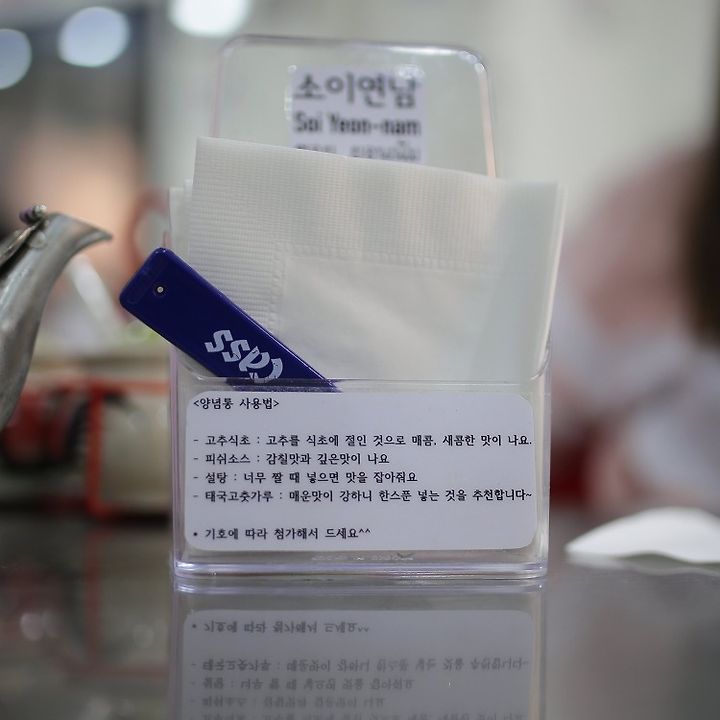 소이연남
Soi Yeon-nam
cass
<양념통 사용법>
- 고추식초 : 고추를 식초에 절인 것으로 매콤, 새콤한 맛이 나요.
- 피쉬소스 : 감칠맛과 깊은맛이 나요
- 설탕 : 너무 짤 때 넣으면 맛을 잡아줘요
- 태국고춧가루 : 매운맛이 강하니 한스푼 넣는 것을 추천합니다~
* 기호에 따라 첨가해서 드세요^^